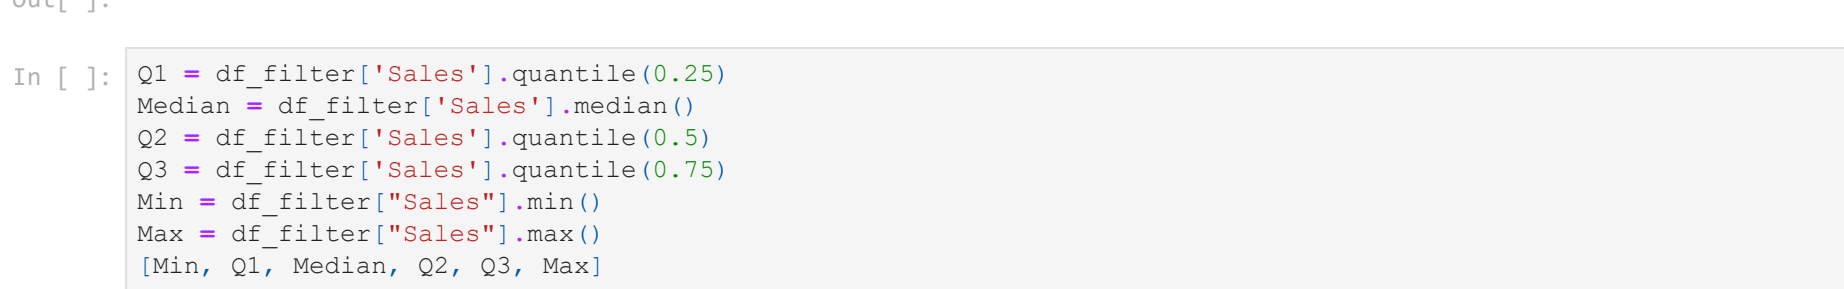 Out[ ]:
In [ ]:
Q1 = df_filter['Sales'].quantile(0.25)
Median = df_filter['Sales'].median()
Q2 = df_filter['Sales'].quantile(0.5)
Q3 = df_filter['Sales'].quantile(0.75)
Min = df_filter["Sales"].min()
Max = df_filter["Sales"].max()
[Min, Q1, Median, Q2, Q3, Max]